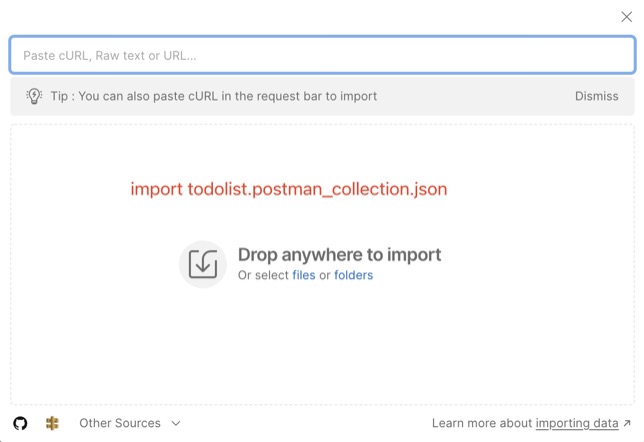 Paste cURL, Raw text or URL...
Tip : You can also paste cURL in the request bar to import
Dismiss
import todolist.postman_collection.json
Drop anywhere to import
Or select files or folders
Other Sources
Learn more about importing data ↗